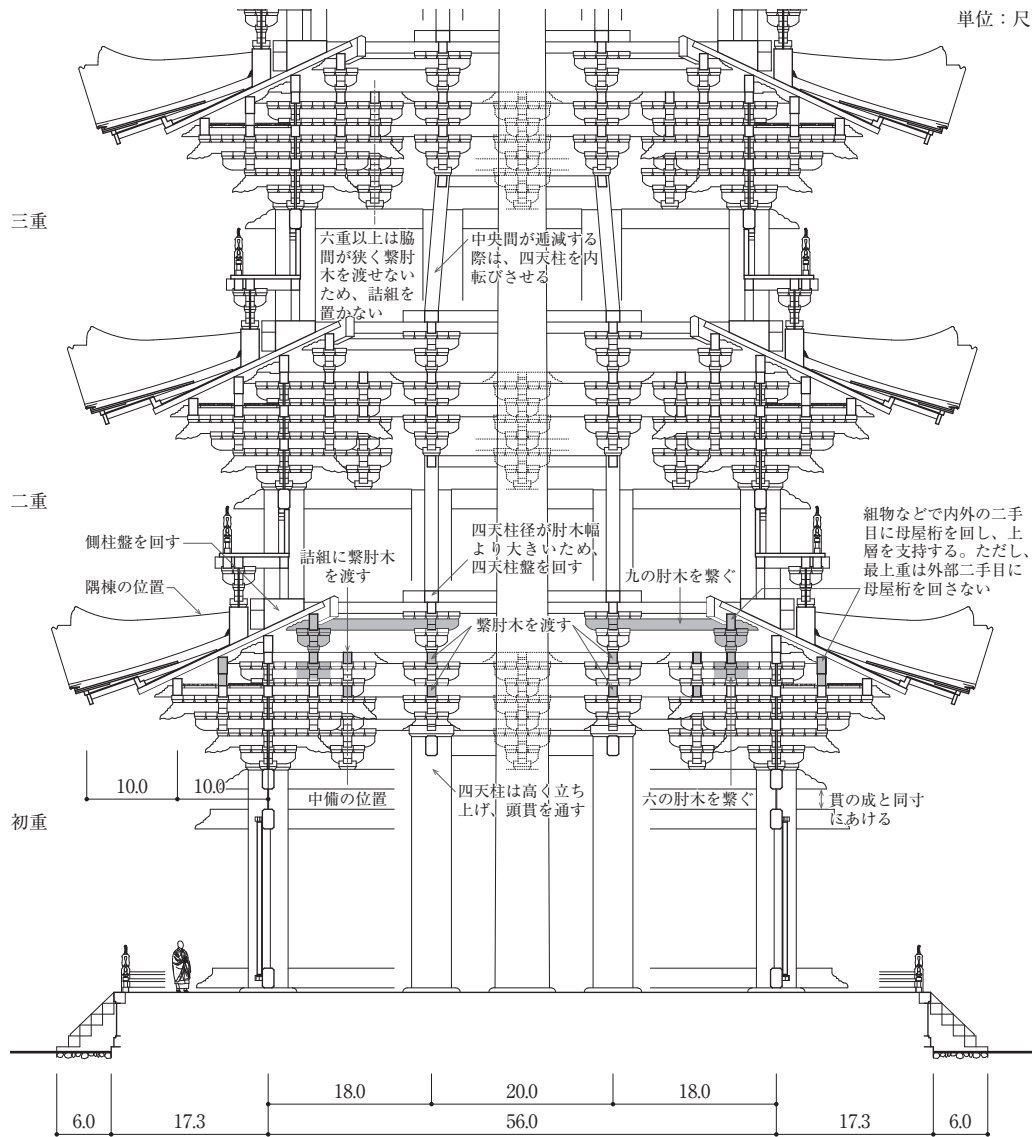 単位：尺
三重
六重以上は脇
間が狭く繋肘
木を渡せない
ため、詰組を
置かない
中央間が逓減する
際は、四天柱を内
転びさせる
二重
側柱盤を回す
隅棟の位置
詰組に繋肘木
を渡す
四天柱径が肘木幅
より大きいため、
四天柱盤を回す
九の肘木を繋ぐ
組物などで内外の二手
目に母屋桁を回し、上
層を支持する。ただし、
最上重は外部二手目に
母屋桁を回さない
繋肘木を渡す
10.0
10.0
中備の位置
四天柱は高く立ち
上げ、頭貫を通す
六の肘木を繋ぐ
貫の成と同寸
にあける
初重
18.0
20.0
18.0
6.0
17.3
56.0
17.3
6.0